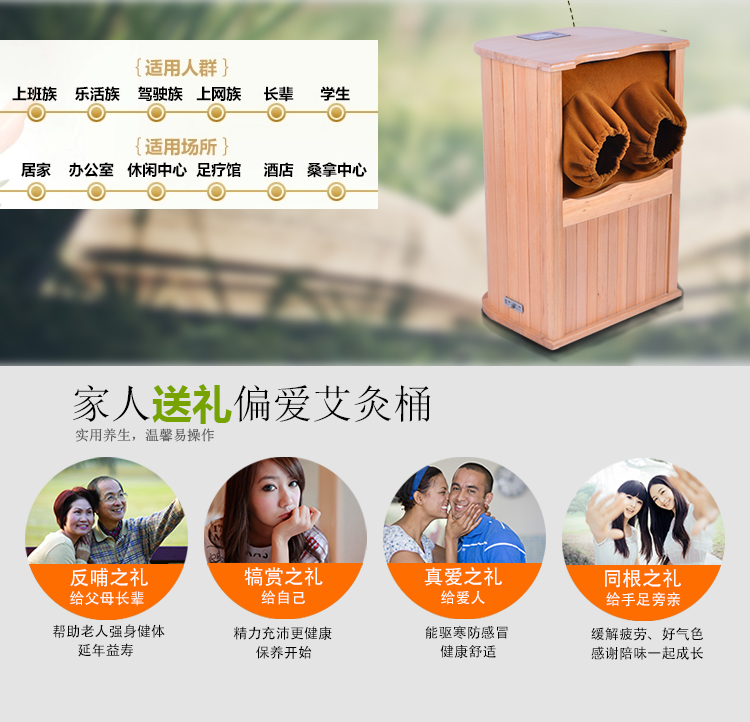 {适用人群}
上班族 乐活族 驾驶族 上网族 长辈 学生
{适用场所}
居家 办公室 休闲中心 足疗馆 酒店 桑拿中心
家人送礼偏爱艾灸桶
实用养生，温馨易操作
反哺之礼
给父母长辈
帮助老人强身健体
延年益寿
犒赏之礼
给自己
精力充沛更健康
保养开始
真爱之礼
给爱人
能驱寒防感冒
健康舒适
同根之礼
给手足旁亲
缓解疲劳、好气色
感谢陪味一起成长